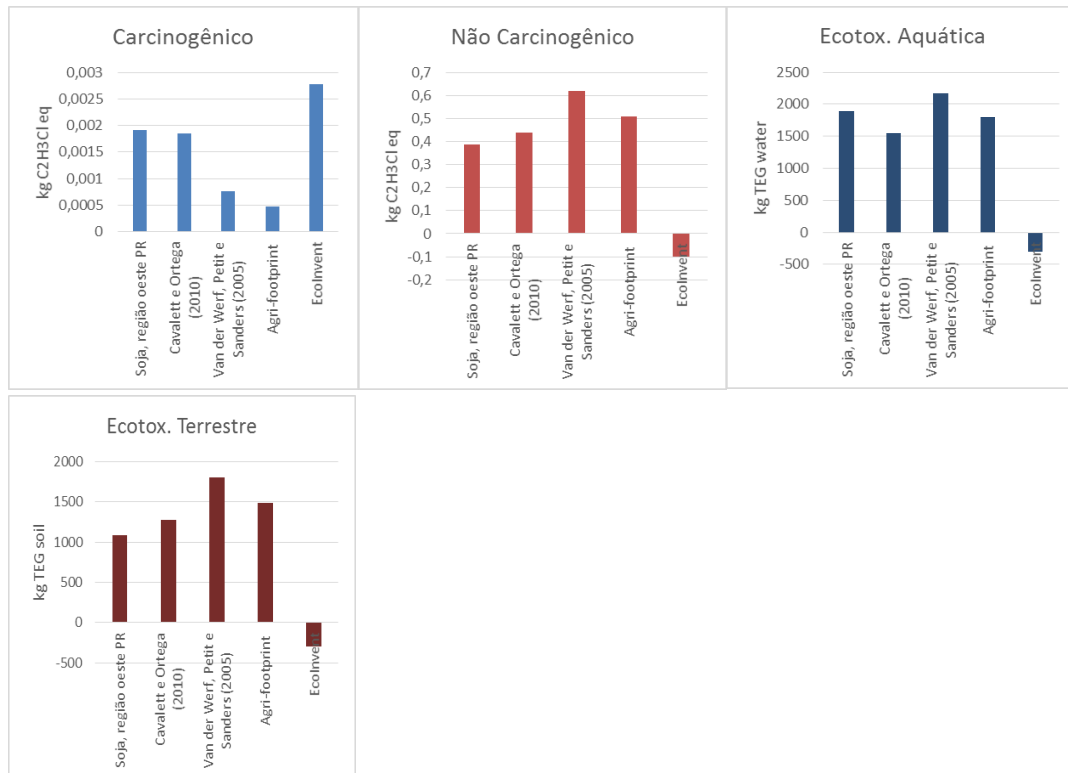 Carcinogênico
kg C2H3Cl eq
0,003
0,0025
0,002
0,0015
0,001
0,0005
0
Soja, região oeste PR
Cavalett e Ortega
(2010)
Van der Werf, Petit e
Sanders (2005)
Agri-footprint
EcoInvent
Não Carcinogênico
kg C2H3Cl eq
0,7
0,6
0,5
0,4
0,3
0,2
0,1
0
-0,1
-0,2
Soja, região oeste PR
Cavalett e Ortega
(2010)
Van der Werf, Petit e
Sanders (2005)
Agri-footprint
EcoInvent
Ecotox. Aquática
kg TEG water
2500
2000
1500
1000
500
0
-500
Soja, região oeste PR
Cavalett e Ortega
(2010)
Van der Werf, Petit e
Sanders (2005)
Agri-footprint
EcoInvent
Ecotox. Terrestre
kg TEG soil
2000
1500
1000
500
0
-500
Soja, região oeste PR
Cavalett e Ortega
(2010)
Van der Werf, Petit e
Sanders (2005)
Agri-footprint
EcoInvent